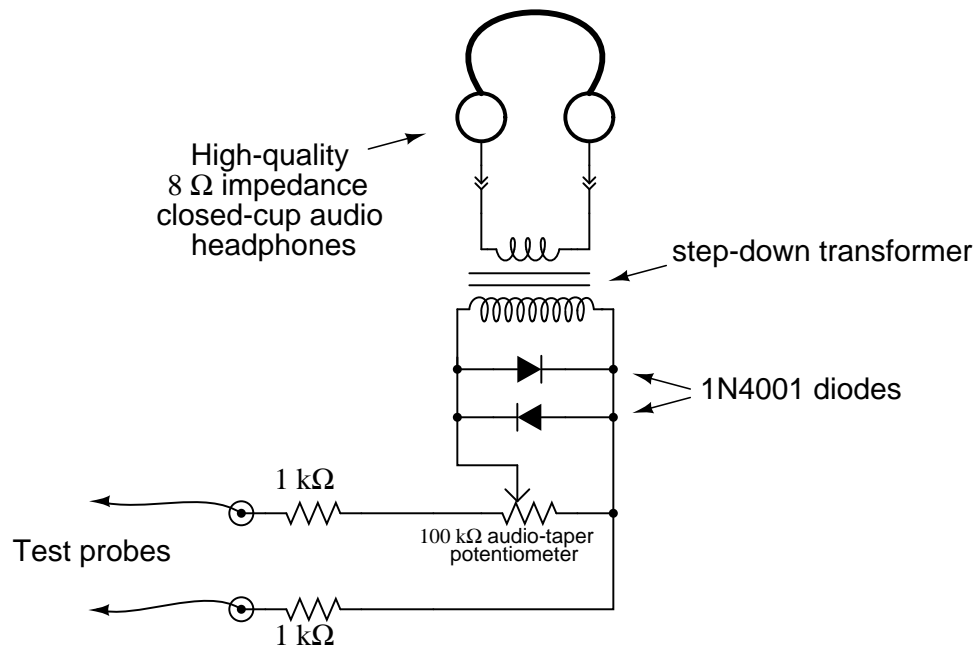 High-quality
8 Ω impedance
closed-cup audio
headphones
step-down transformer
1N4001 diodes
1 kΩ
100 kΩ audio-taper
potentiometer
Test probes
1 kΩ